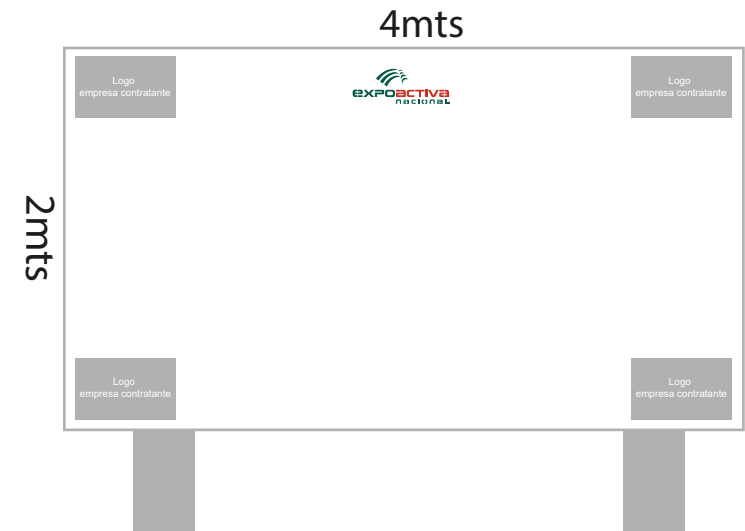 4mts
Logo
empresa contratante
expoactiva
nacional
Logo
empresa contratante
2mts
Logo
empresa contratante
Logo
empresa contratante